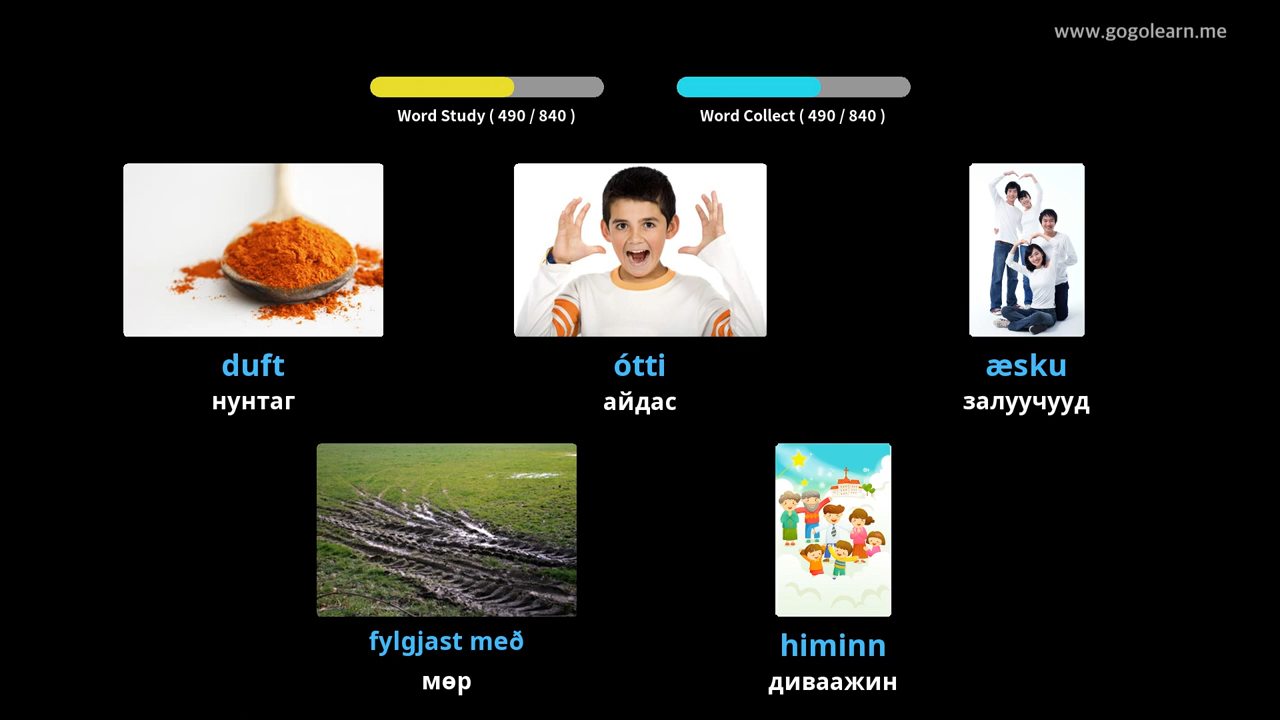 www.gogolearn.me
Word Study ( 490 / 840 )
Word Collect ( 490 / 840 )
duft
нунтаг
ótti
айдас
æsku
залуучууд
fylgjast með
мөр
himinn
диваажин